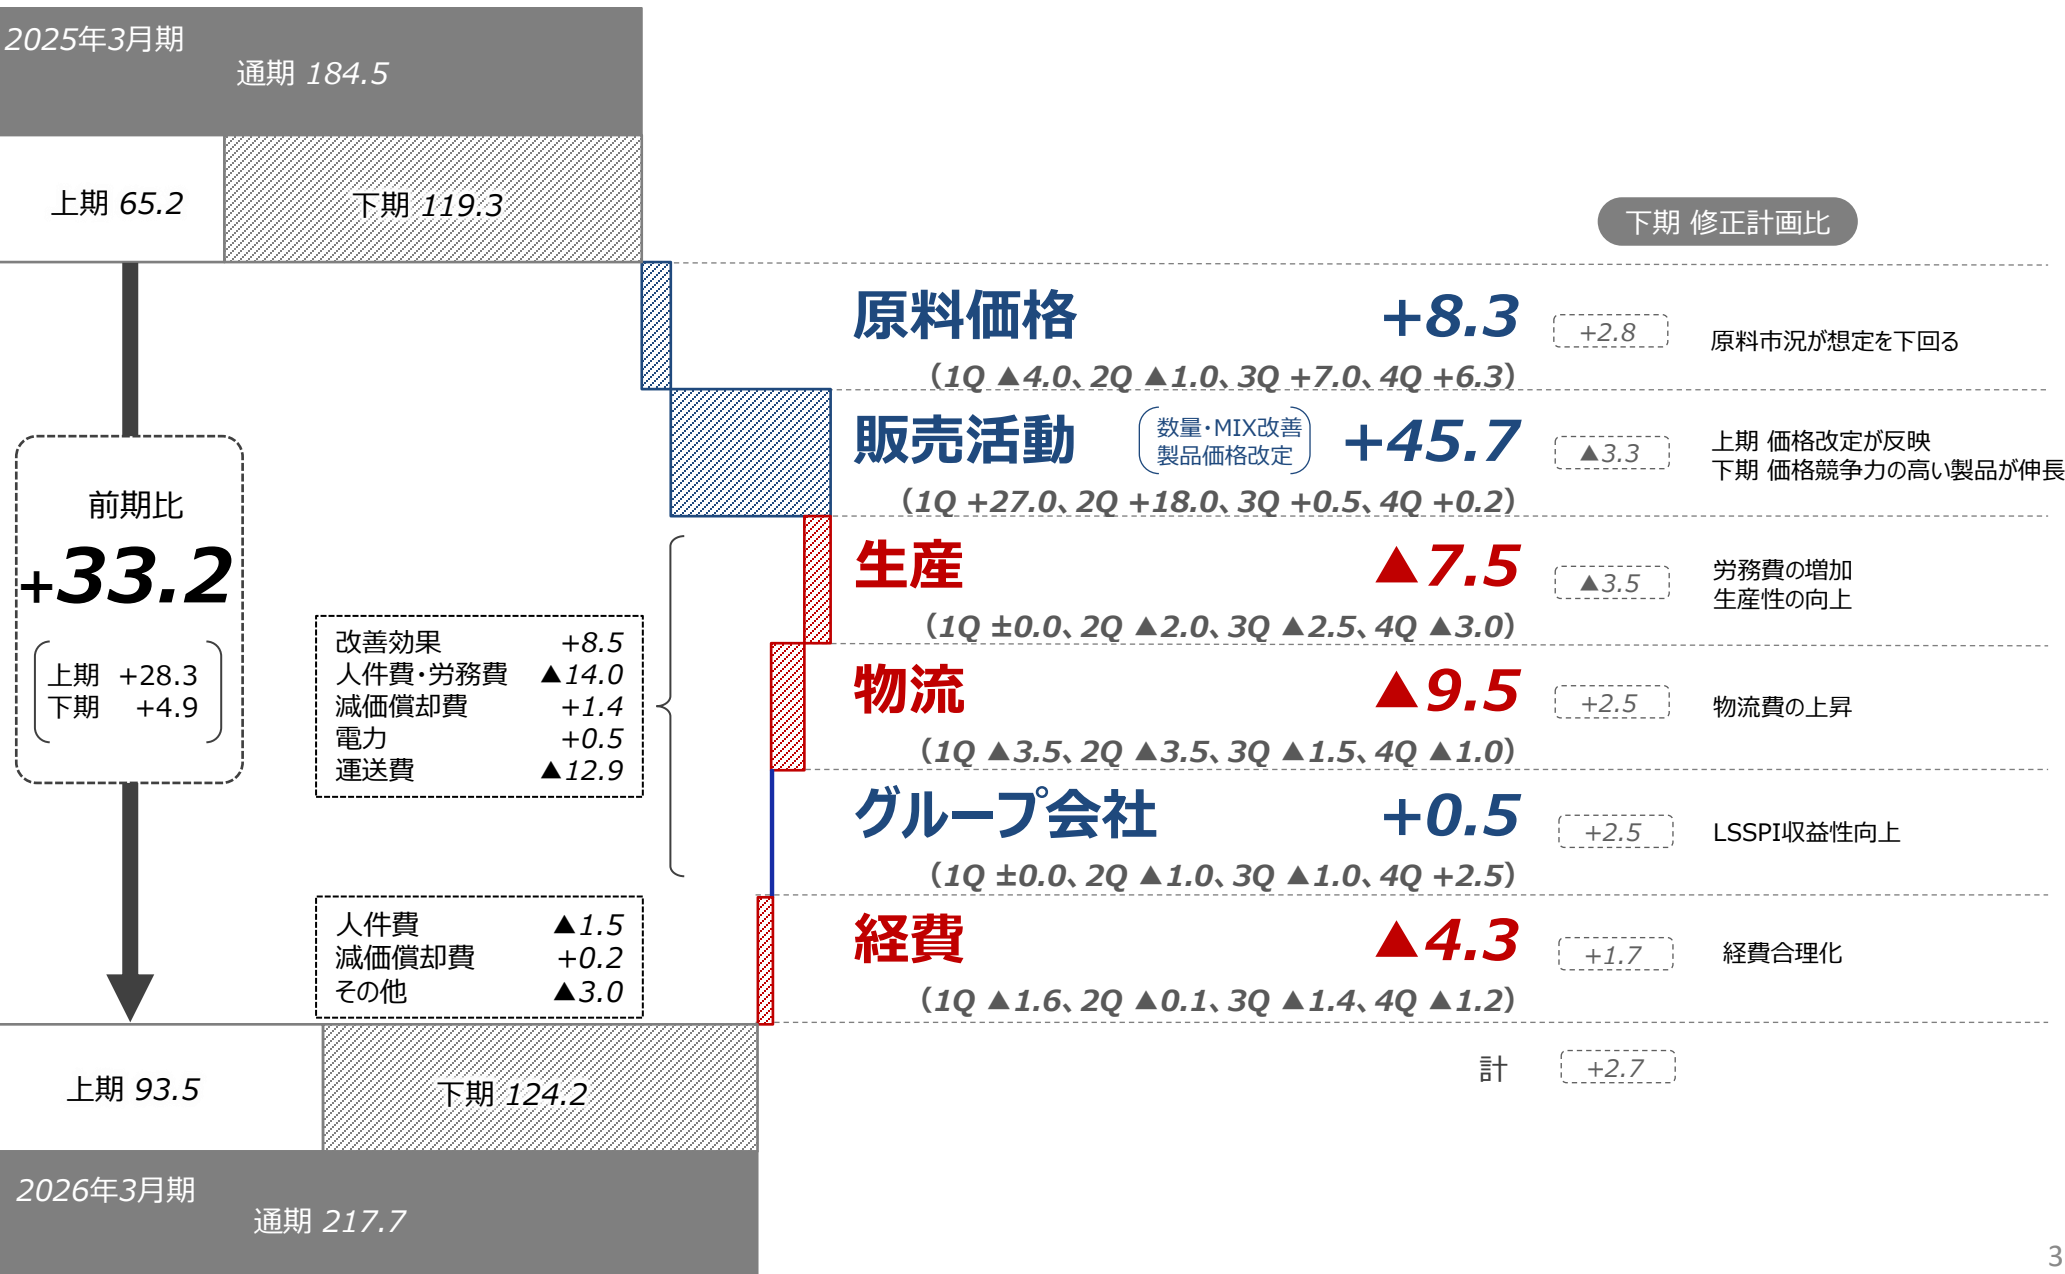 2025年3月期
通期 184.5
上期 65.2
下期 119.3
下期 修正計画比
原料価格 +8.3 +2.8 原料市況が想定を下回る
（1Q ▲4.0、2Q ▲1.0、3Q +7.0、4Q +6.3）
販売活動 数量・MIX改善 +45.7 ▲3.3 上期 価格改定が反映
製品価格改定 下期 価格競争力の高い製品が伸長
（1Q +27.0、2Q +18.0、3Q +0.5、4Q +0.2）
前期比
+33.2
上期 +28.3
下期 +4.9
生産 ▲7.5 ▲3.5 労務費の増加
生産性の向上
（1Q ±0.0、2Q ▲2.0、3Q ▲2.5、4Q ▲3.0）
改善効果 +8.5
人件費・労務費 ▲14.0
減価償却費 +1.4
電力 +0.5
運送費 ▲12.9
物流 ▲9.5 +2.5 物流費の上昇
（1Q ▲3.5、2Q ▲3.5、3Q ▲1.5、4Q ▲1.0）
グループ会社 +0.5 +2.5 LSSPI収益性向上
（1Q ±0.0、2Q ▲1.0、3Q ▲1.0、4Q +2.5）
人件費 ▲1.5
減価償却費 +0.2
その他 ▲3.0
経費 ▲4.3 +1.7 経費合理化
（1Q ▲1.6、2Q ▲0.1、3Q ▲1.4、4Q ▲1.2）
計 +2.7
上期 93.5
下期 124.2
2026年3月期
通期 217.7
3